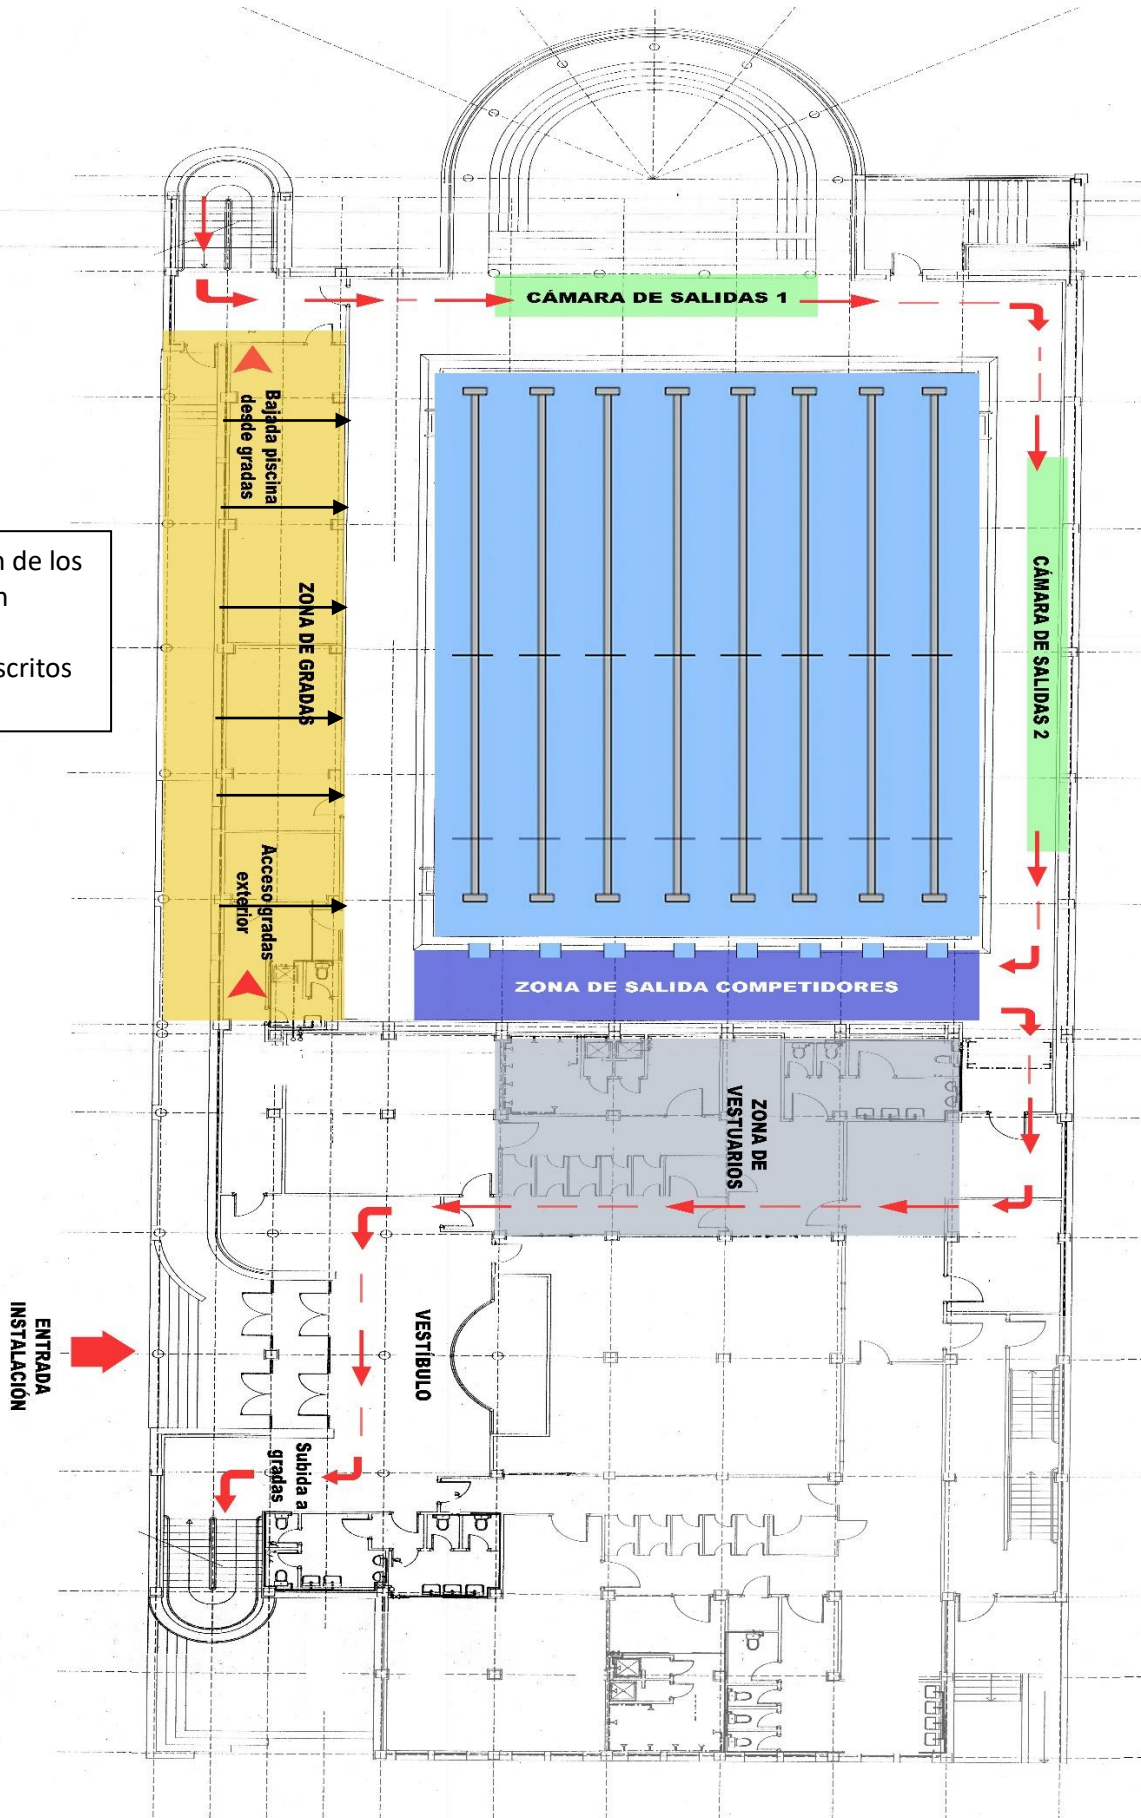 CÁMARA DE SALIDAS 1
Bajada piscina
desde gradas
CÁMARA DE SALIDAS 2
de los
scritos
ZONA DE GRADAS
Acceso gradas
exterior
ZONA DE SALIDA COMPETIDORES
ZONA DE
VESTUARIOS
ENTRADA
INSTALACIÓN
VESTÍBULO
Subida a
gradas